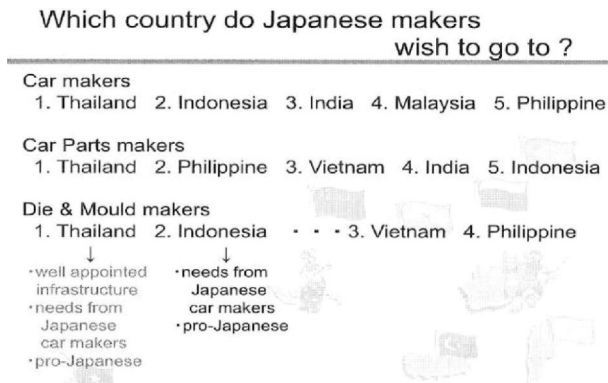 Which country do Japanese makers
wish to go to ?
Car makers
1. Thailand 2. Indonesia 3. India 4. Malaysia 5. Philippine
Car Parts makers
1. Thailand 2. Philippine 3. Vietnam 4. India 5. Indonesia
Die & Mould makers
1. Thailand 2. Indonesia · · · 3. Vietnam 4. Philippine
↓ ↓
・well appointed
infrastructure
・needs from
Japanese
car makers
・pro-Japanese
・needs from
Japanese
car makers
・pro-Japanese